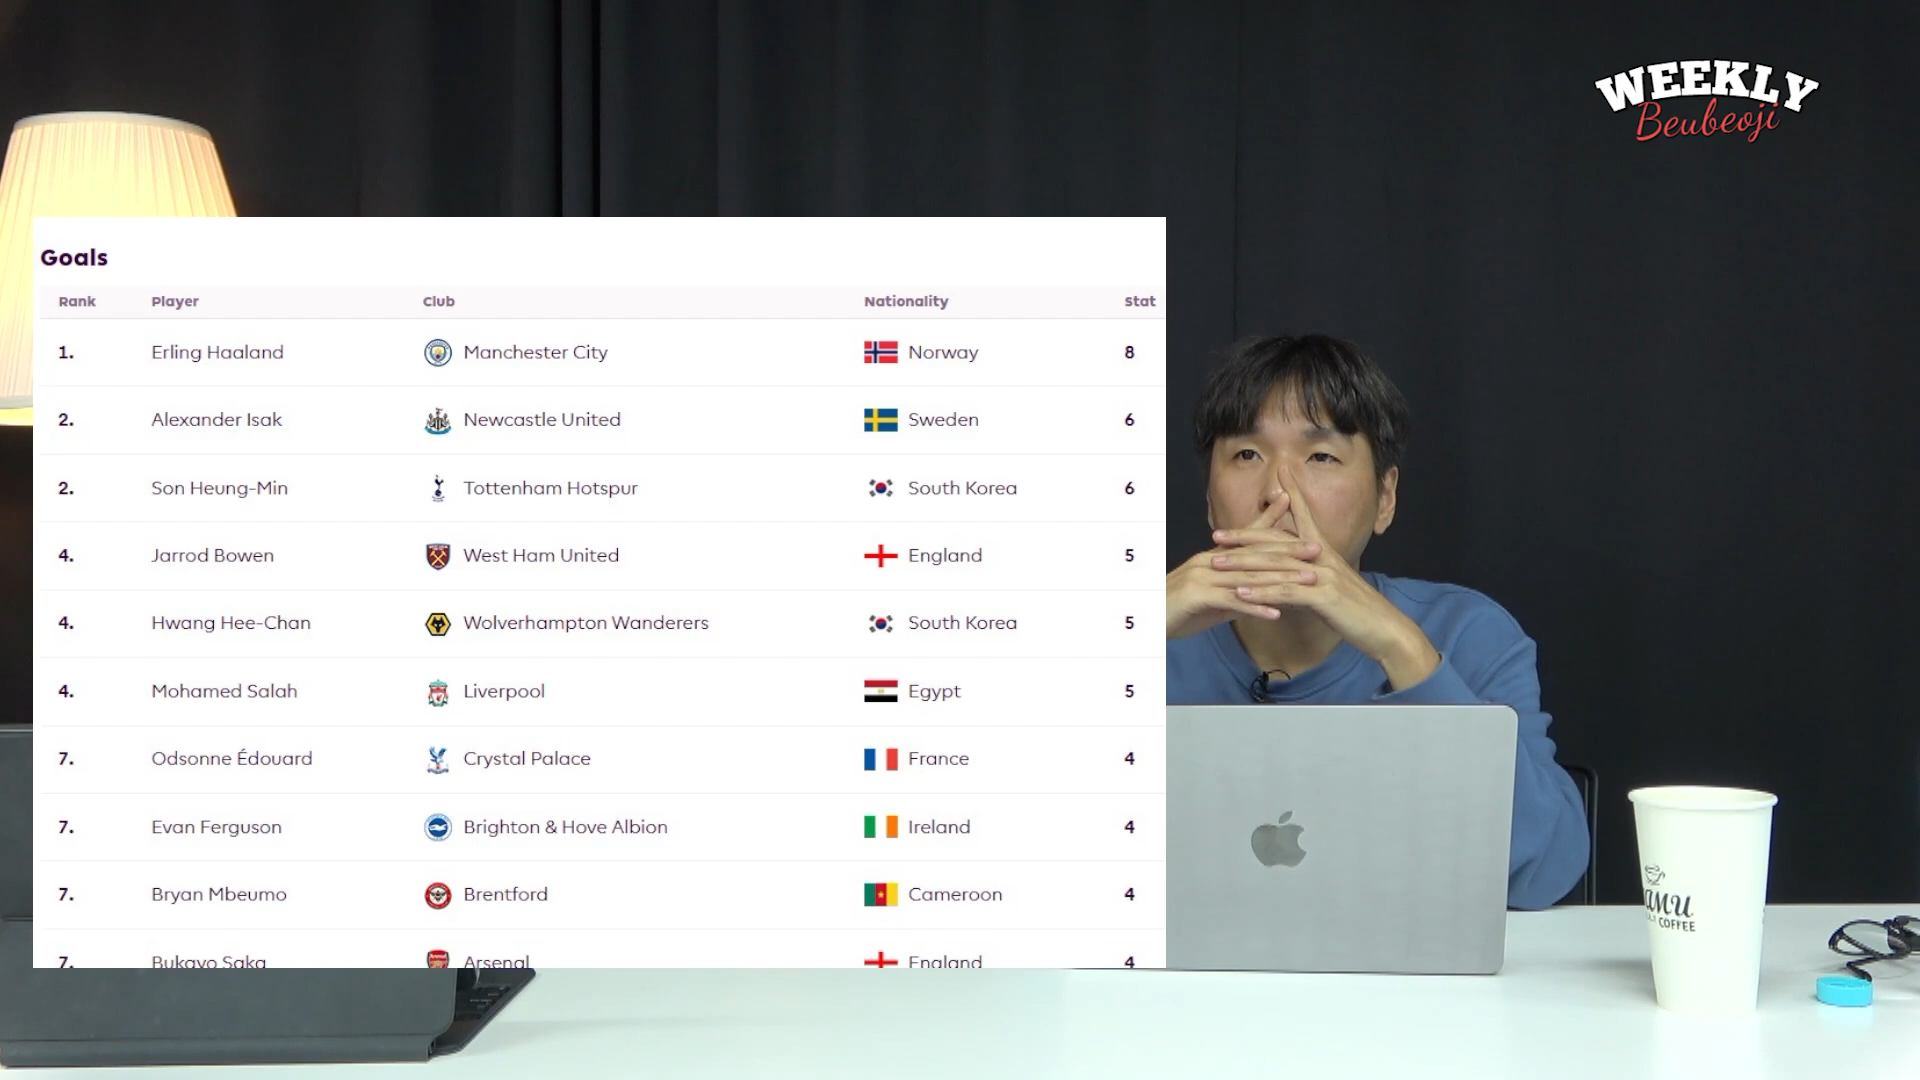 WEEKLY
Beubeoji
Goals
Rank Player Club Nationality Stat
1. Erling Haaland Manchester City Norway 8
2. Alexander Isak Newcastle United Sweden 6
2. Son Heung-Min Tottenham Hotspur South Korea 6
4. Jarrod Bowen West Ham United England 5
4. Hwang Hee-Chan Wolverhampton Wanderers South Korea 5
4. Mohamed Salah Liverpool Egypt 5
7. Odsonne Édouard Crystal Palace France 4
7. Evan Ferguson Brighton & Hove Albion Ireland 4
7. Bryan Mbeumo Brentford Cameroon 4
7. Bukayo Saka Arsenal England 4
COFFEE